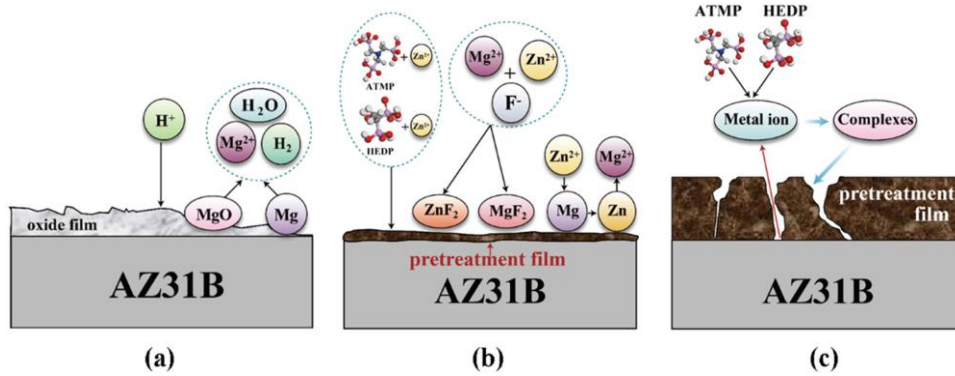 H⁺
H₂O
Mg²⁺
H₂
oxide film
MgO
Mg
AZ31B
(a)
+ Zn²⁺
ATMP
+ Zn²⁺
HEDP
Mg²⁺
Zn²⁺
+
F⁻
ZnF₂
MgF₂
Zn²⁺
Mg²⁺
Mg
Zn
pretreatment film
AZ31B
(b)
ATMP
HEDP
Metal ion
Complexes
pretreatment
film
AZ31B
(c)